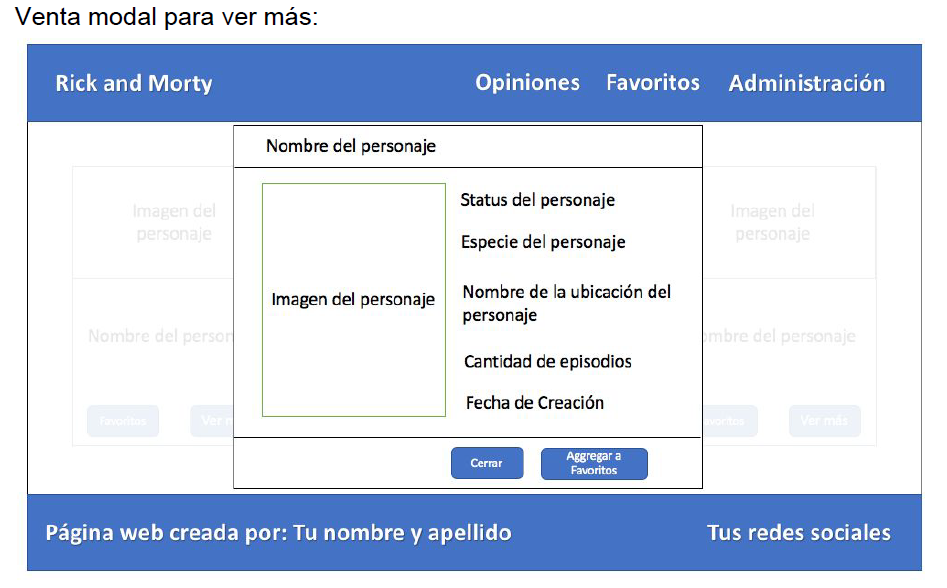 Venta modal para ver más:
Rick and Morty
Opiniones
Favoritos
Administración
Nombre del personaje
Imagen del
personaje
Imagen del personaje
Status del personaje
Especie del personaje
Nombre de la ubicación del
personaje
Cantidad de episodios
Fecha de Creación
Imagen del
personaje
Nombre del person
mbre del personaje
Favoritos
Ver m
voritos
Ver más
Cerrar
Aggregar a
Favoritos
Página web creada por: Tu nombre y apellido
Tus redes sociales